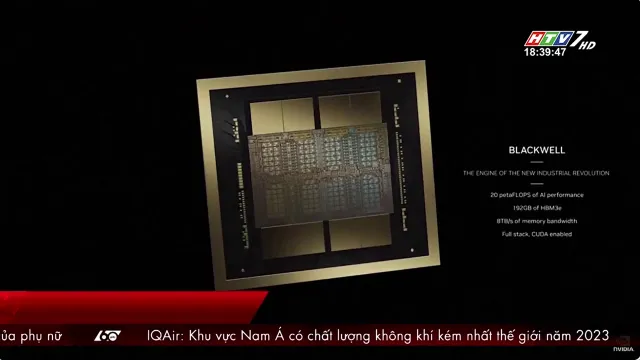 HTV7 HD
18:39:47
BLACKWELL
THE ENGINE OF THE NEW INDUSTRIAL REVOLUTION
20 petaFLOPS of AI performance
192GB of HBM3e
8TB/s of memory bandwidth
Full stack, CUDA enabled
ủa phụ nữ 60 IQAir: Khu vực Nam Á có chất lượng không khí kém nhất thế giới năm 2023
NVIDIA